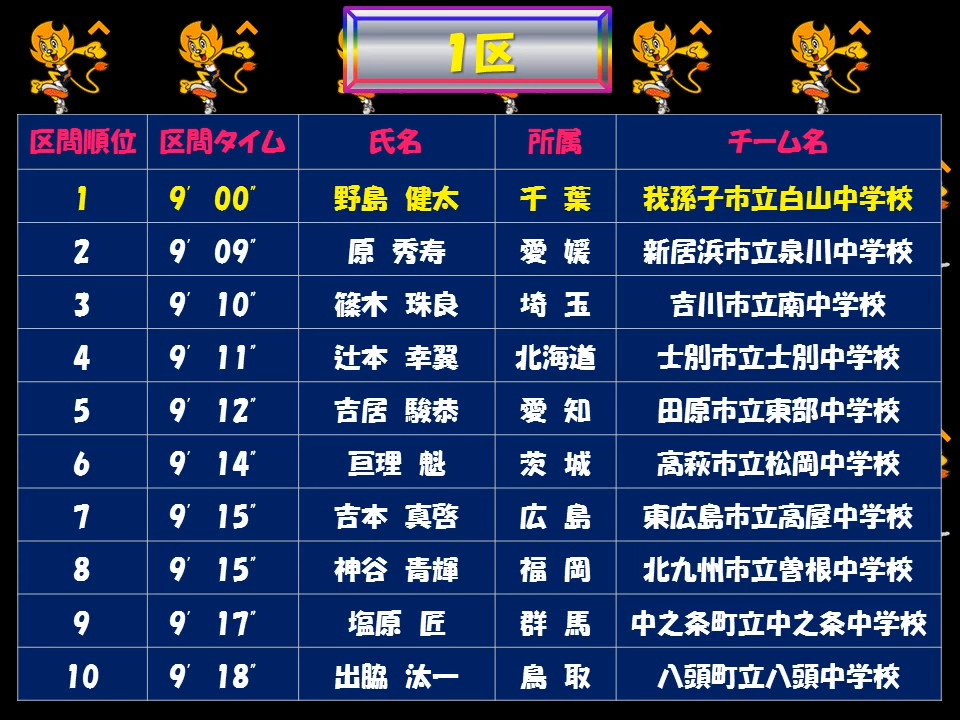 1区
区間順位 区間タイム 氏名 所属 チーム名
1 9′ 00″ 野島 健太 千 葉 我孫子市立白山中学校
2 9′ 09″ 原 秀寿 愛 媛 新居浜市立泉川中学校
3 9′ 10″ 篠木 珠良 埼 玉 吉川市立南中学校
4 9′ 11″ 辻本 幸翼 北海道 士別市立士別中学校
5 9′ 12″ 吉居 駿恭 愛 知 田原市立東部中学校
6 9′ 14″ 亘理 魁 茨 城 高萩市立松岡中学校
7 9′ 15″ 吉本 真啓 広 島 東広島市立高屋中学校
8 9′ 15″ 神谷 青輝 福 岡 北九州市立曽根中学校
9 9′ 17″ 塩原 匠 群 馬 中之条町立中之条中学校
10 9′ 18″ 出脇 汰一 鳥 取 八頭町立八頭中学校